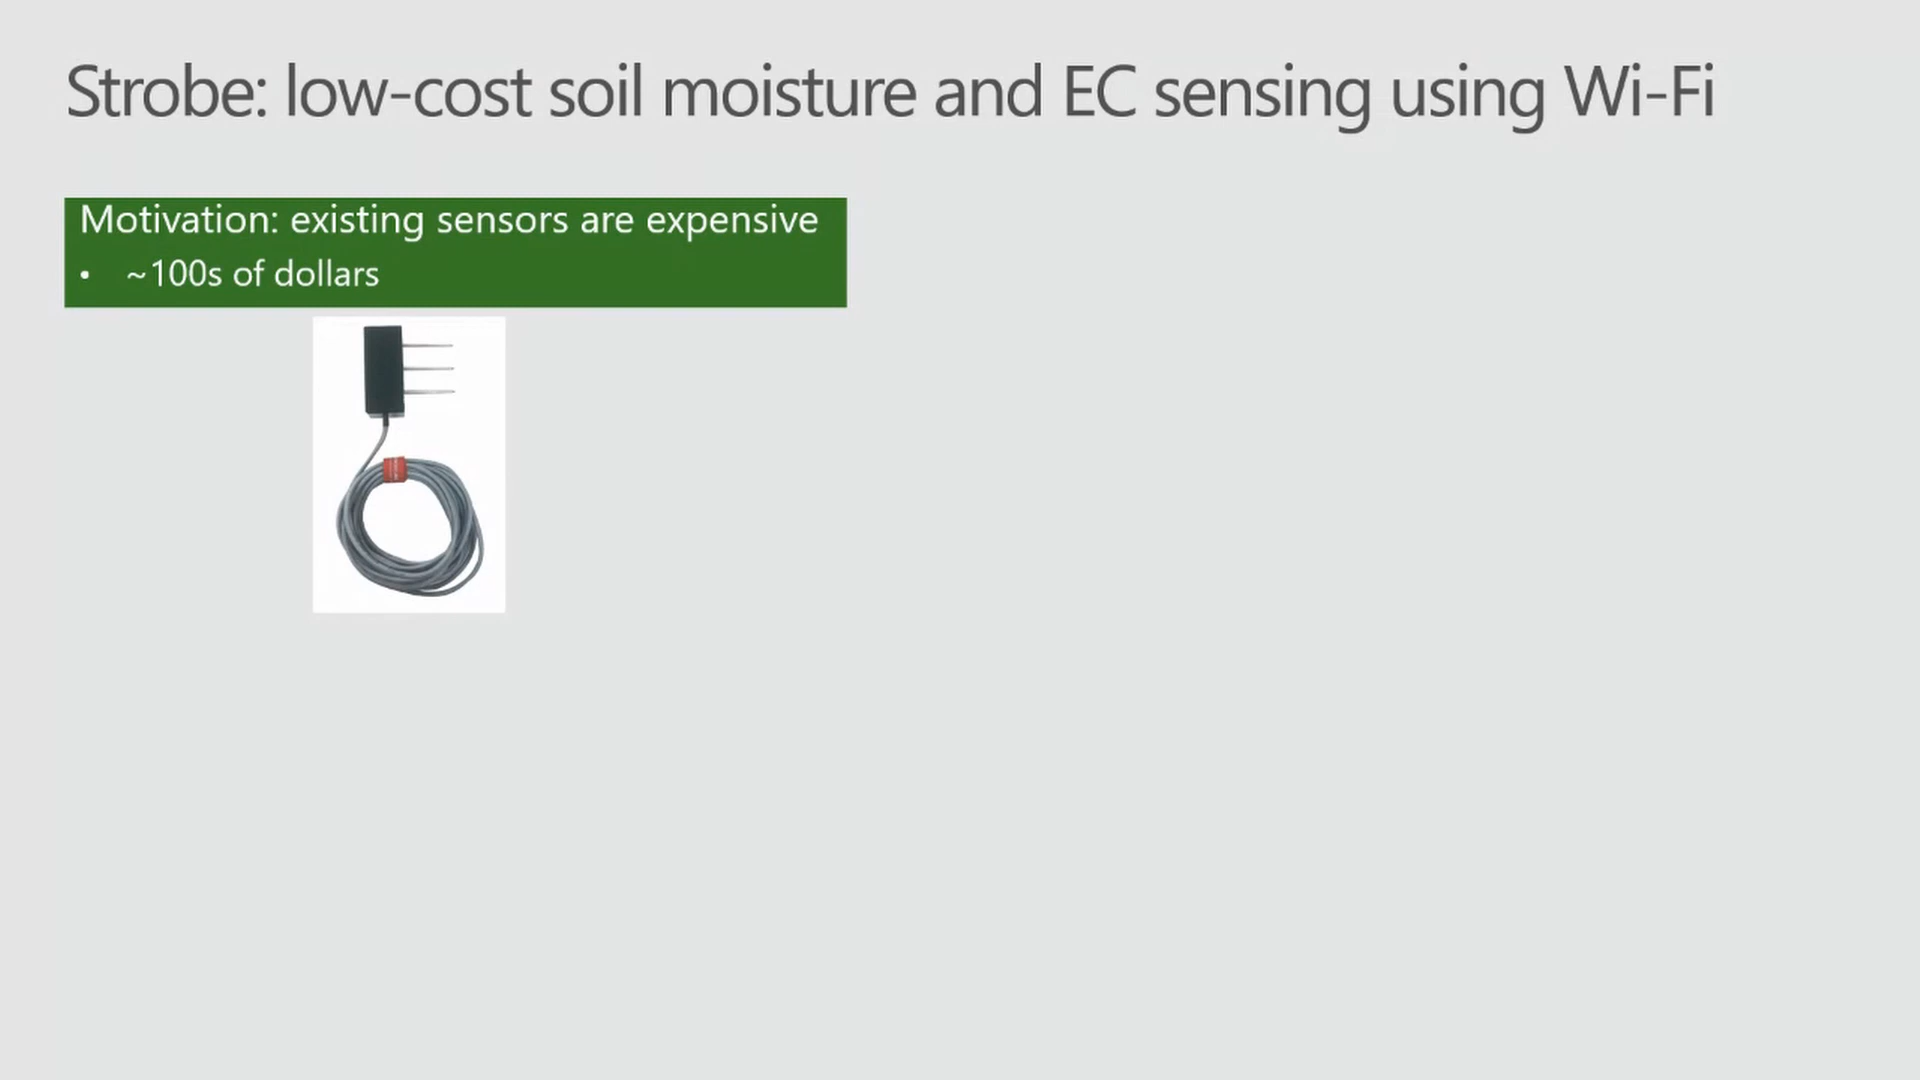 Strobe: low-cost soil moisture and EC sensing using Wi-Fi
Motivation: existing sensors are expensive
• ~100s of dollars